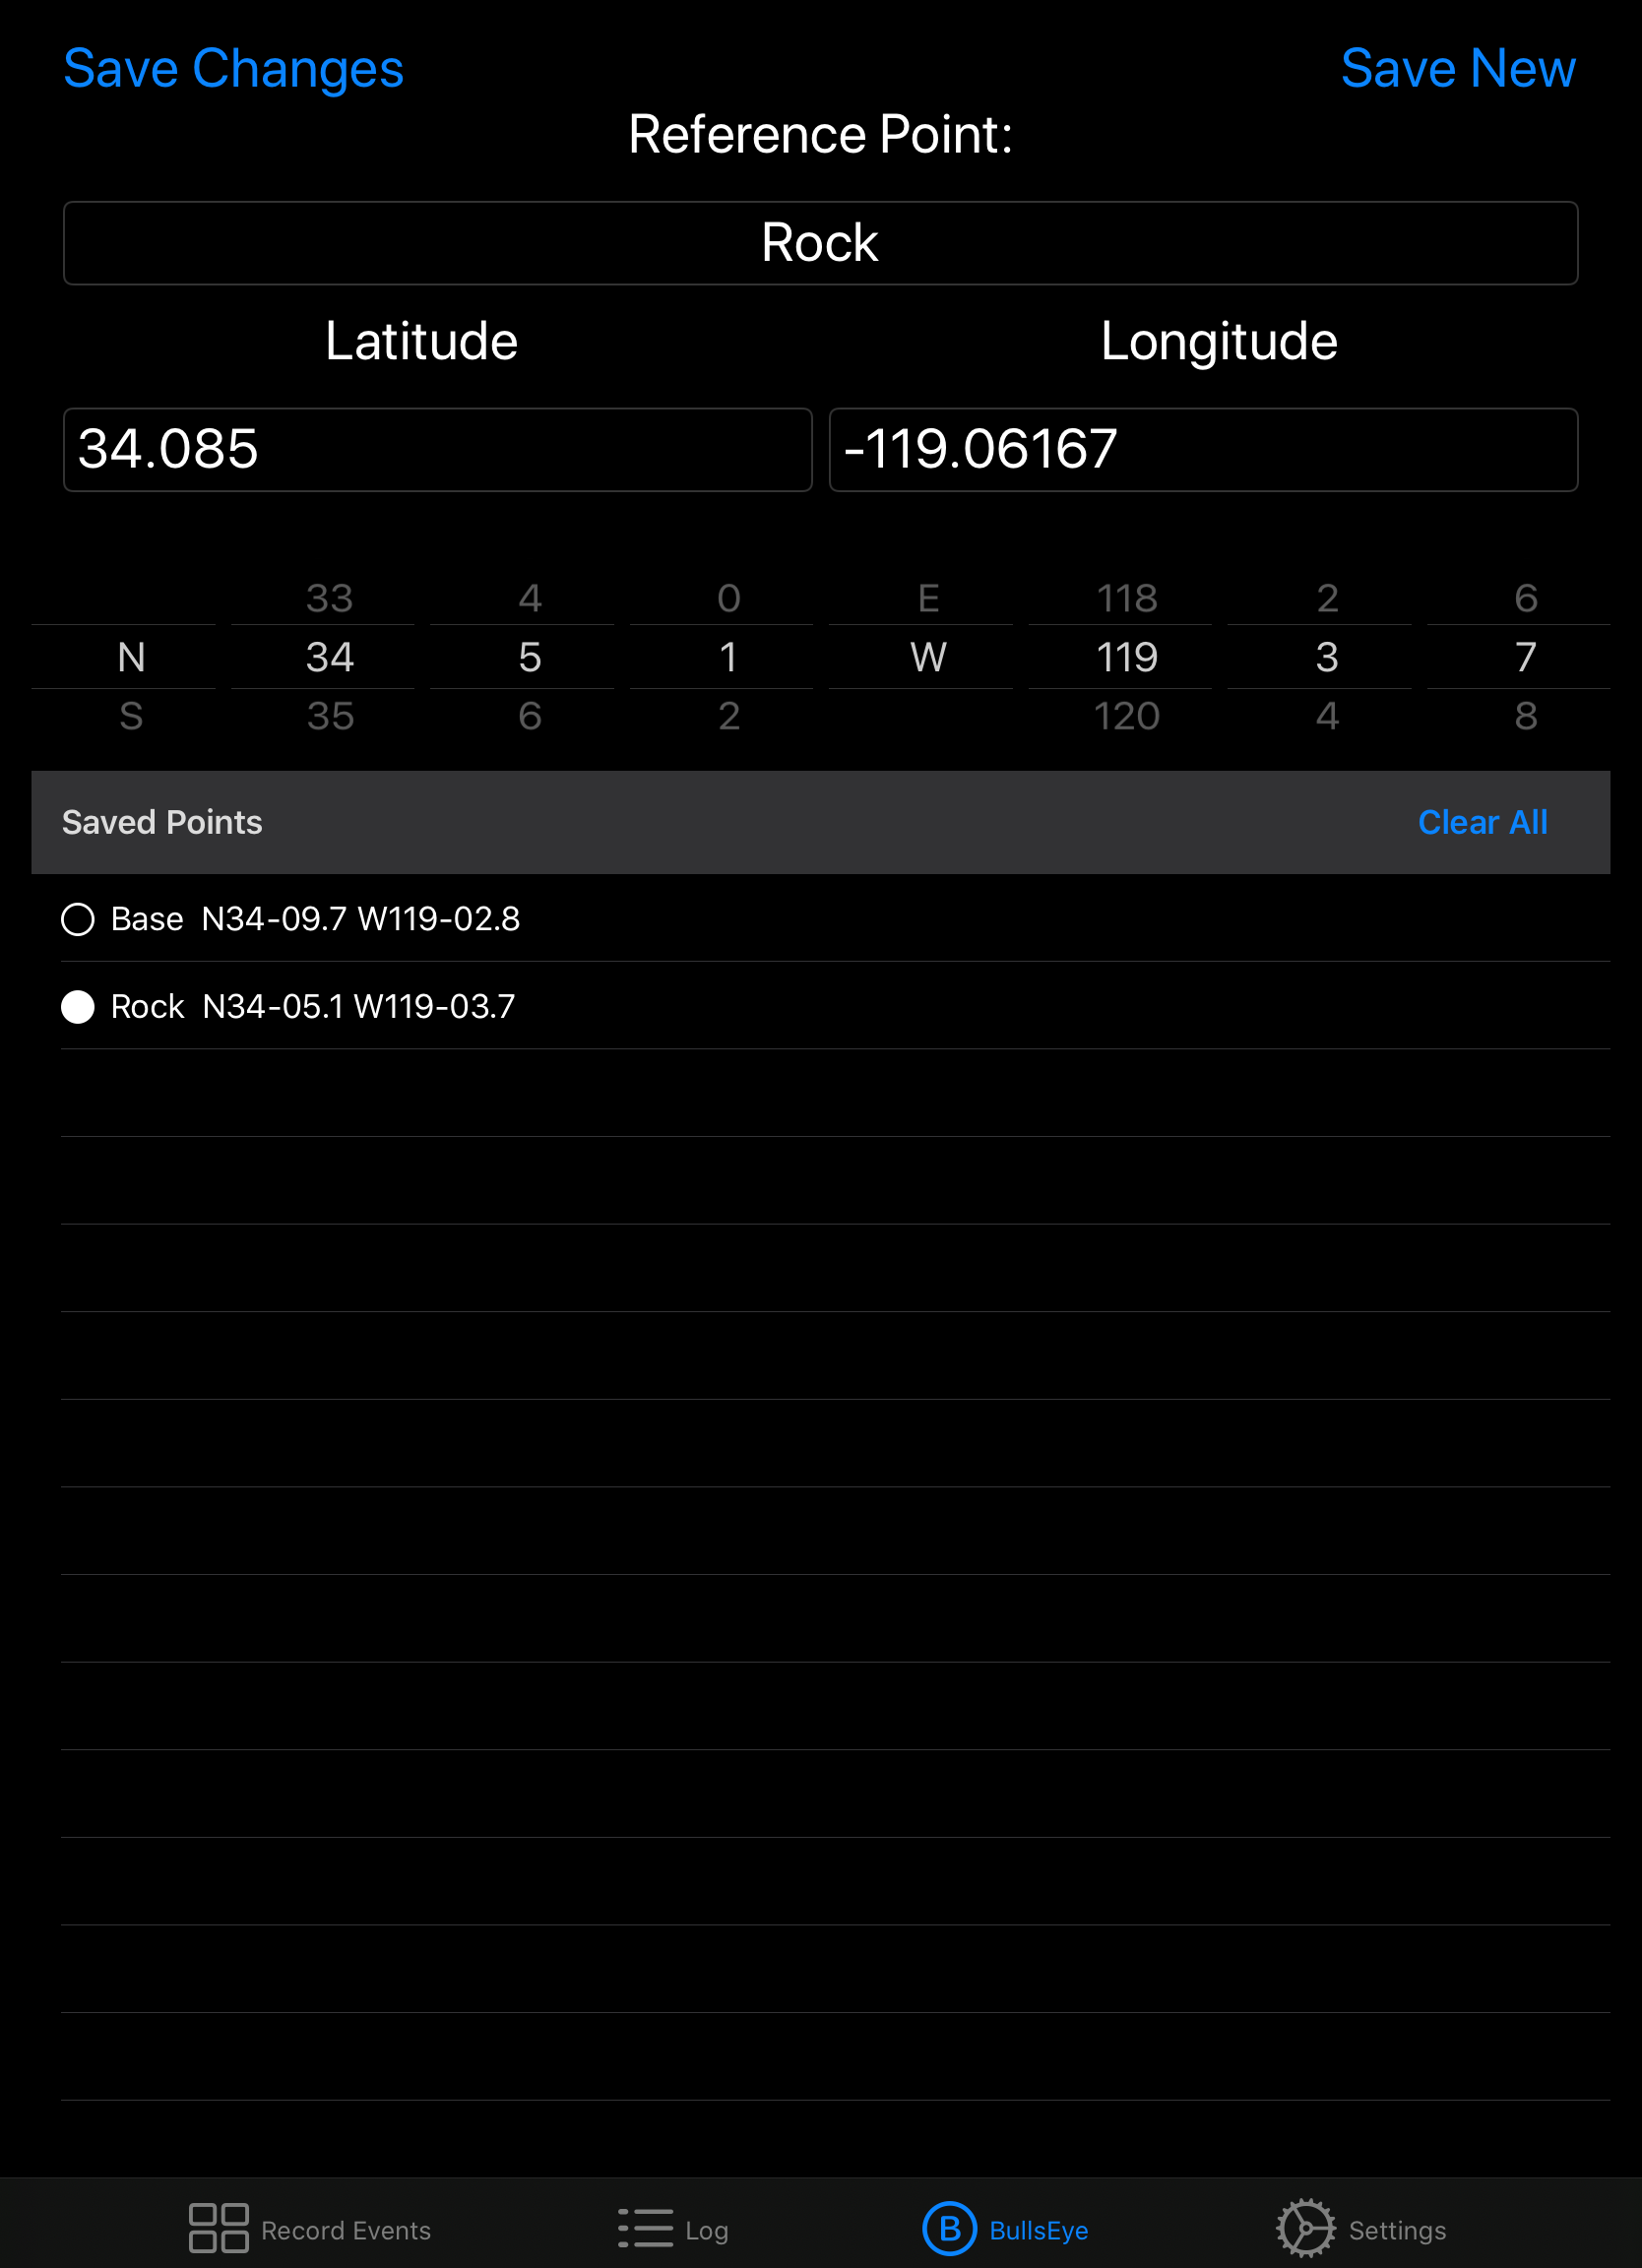 Save Changes Save New
Reference Point:
Rock
Latitude Longitude
34.085 -119.06167
33 4 0 E 118 2 6
N 34 5 1 W 119 3 7
S 35 6 2 120 4 8
Saved Points Clear All
Base N34-09.7 W119-02.8
Rock N34-05.1 W119-03.7
Record Events Log B BullsEye Settings